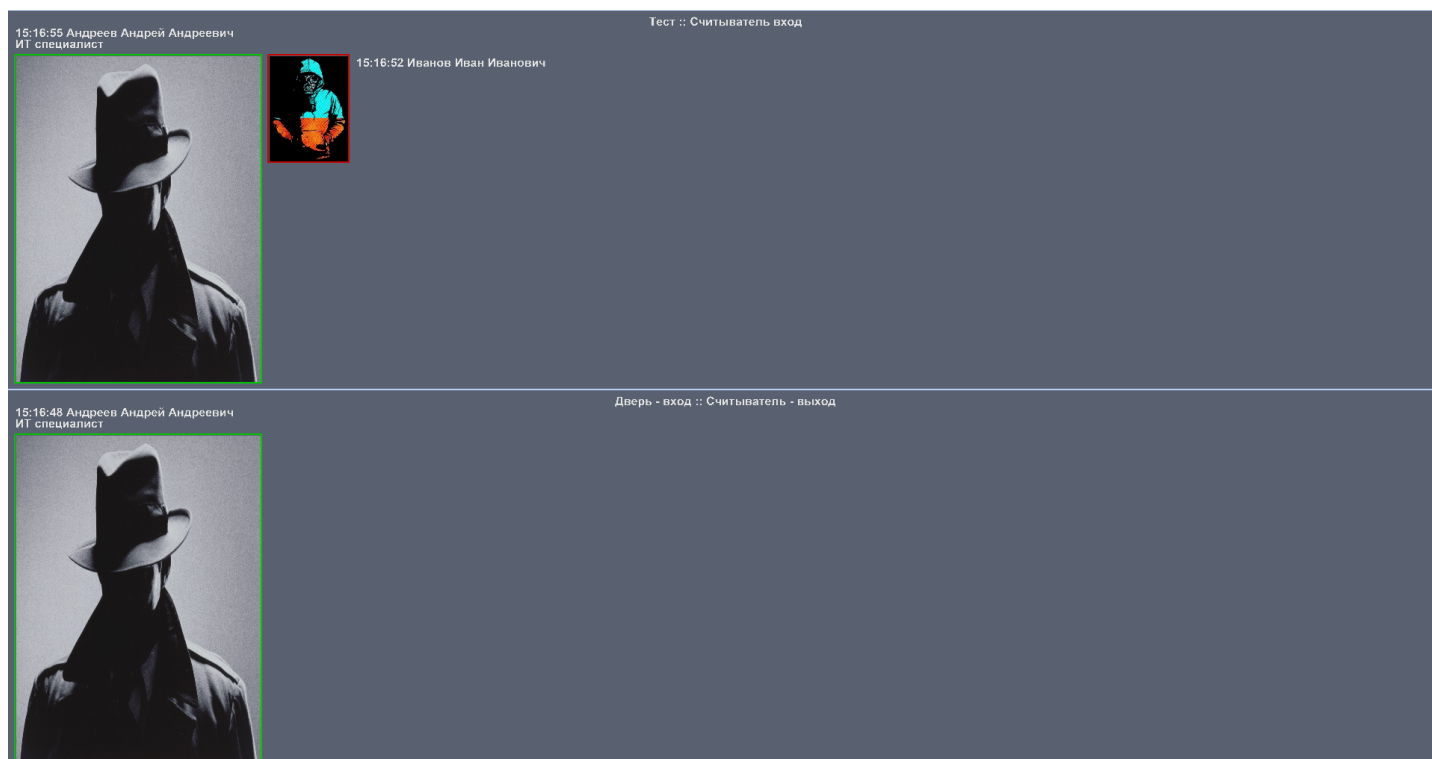 Тест :: Считыватель вход
15:16:55 Андреев Андрей Андреевич
ИТ специалист
15:16:52 Иванов Иван Иванович
Дверь - вход :: Считыватель - выход
15:16:48 Андреев Андрей Андреевич
ИТ специалист